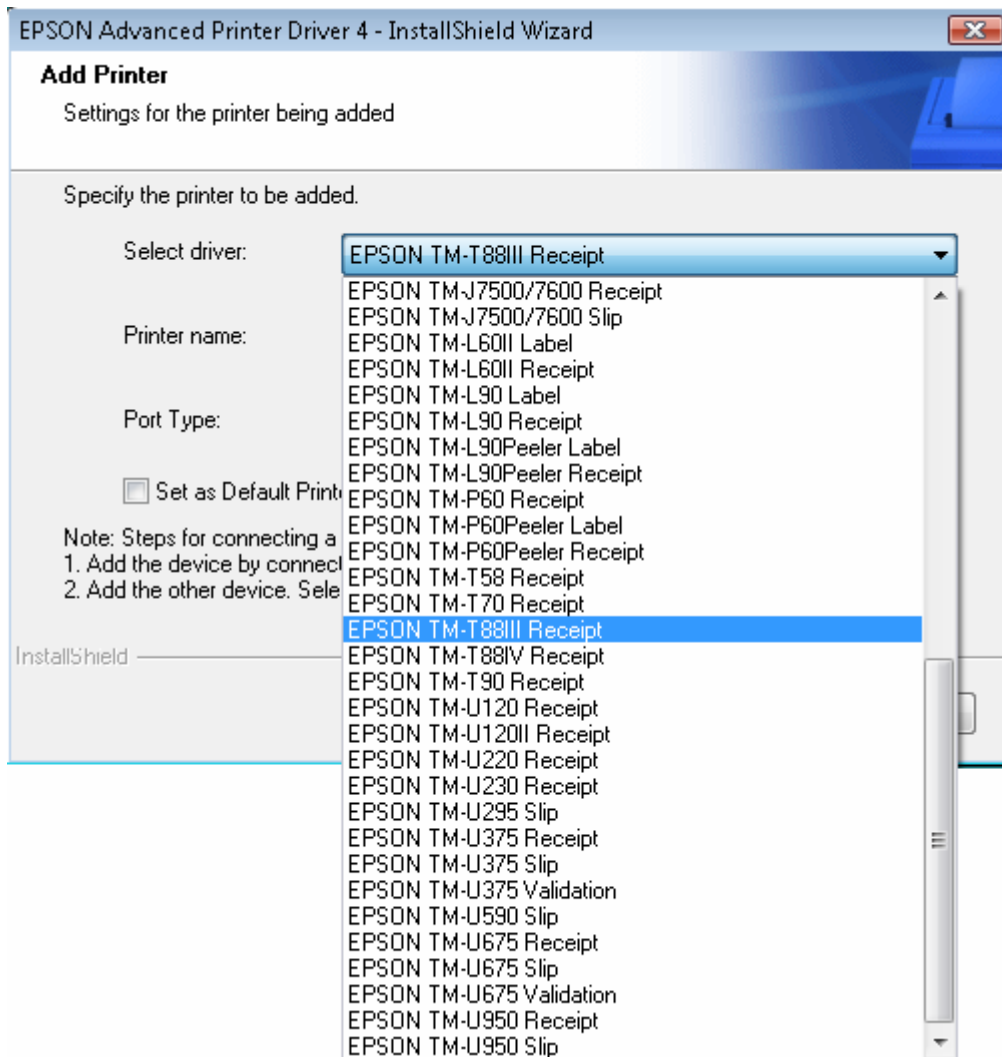 EPSON Advanced Printer Driver 4 - InstallShield Wizard
Add Printer
Settings for the printer being added
Specify the printer to be added.
Select driver:
EPSON TM-T88III Receipt
Printer name:
Port Type:
Set as Default Print
Note: Steps for connecting a
1. Add the device by connect
2. Add the other device. Sele
InstallShield
EPSON TM-J7500/7600 Receipt
EPSON TM-J7500/7600 Slip
EPSON TM-L60II Label
EPSON TM-L60II Receipt
EPSON TM-L90 Label
EPSON TM-L90 Receipt
EPSON TM-L90Peeler Label
EPSON TM-L90Peeler Receipt
EPSON TM-P60 Receipt
EPSON TM-P60Peeler Label
EPSON TM-P60Peeler Receipt
EPSON TM-T58 Receipt
EPSON TM-T70 Receipt
EPSON TM-T88III Receipt
EPSON TM-T88IV Receipt
EPSON TM-T90 Receipt
EPSON TM-U120 Receipt
EPSON TM-U120II Receipt
EPSON TM-U220 Receipt
EPSON TM-U230 Receipt
EPSON TM-U295 Slip
EPSON TM-U375 Receipt
EPSON TM-U375 Slip
EPSON TM-U375 Validation
EPSON TM-U590 Slip
EPSON TM-U675 Receipt
EPSON TM-U675 Slip
EPSON TM-U675 Validation
EPSON TM-U950 Receipt
EPSON TM-U950 Slip